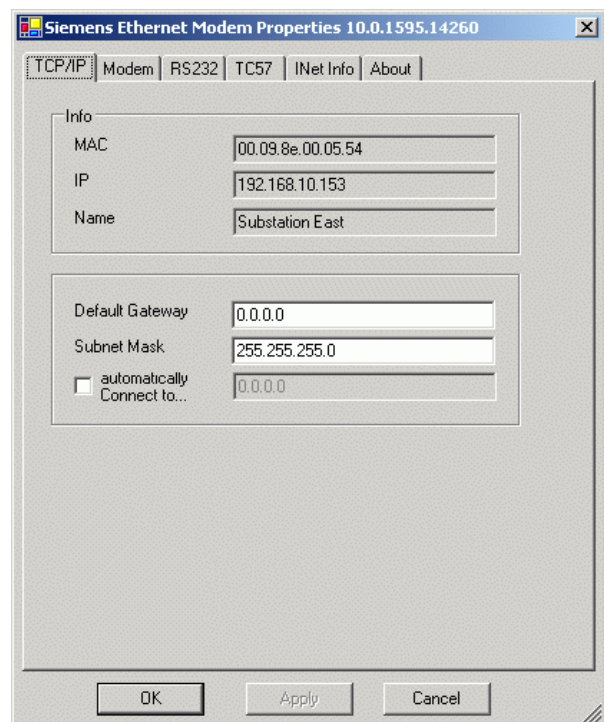 Siemens Ethernet Modem Properties 10.0.1595.14260
TCP/IP Modem RS232 TC57 INet Info About
Info
MAC 00.09.8e.00.05.54
IP 192.168.10.153
Name Substation East
Default Gateway 0.0.0.0
Subnet Mask 255.255.255.0
automatically
Connect to... 0.0.0.0
OK Apply Cancel